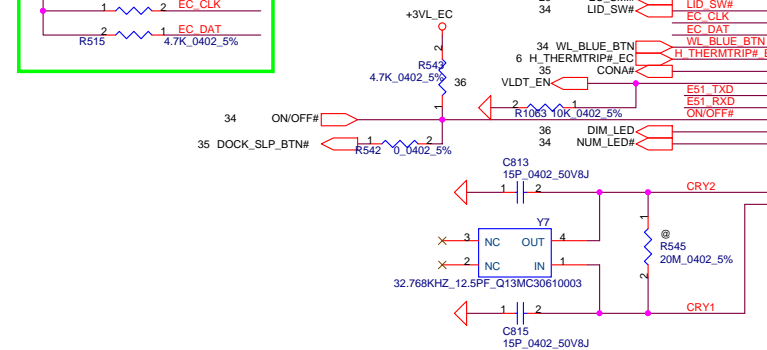 1 2 EC_CLK
1 2 EC_DAT
R515 4.7K_0402_5%
+3VL_EC
34 LID_SW#
LID_SW#
EC_CLK
EC_DAT
34 WL_BLUE_BTN
WL_BLUE_BTN
6 H_THERMTRIP#_EC
H_THERMTRIP#_E
35 CONA#
VLDT_EN
2
R543
4.7K_0402_5%
36
1
E51_TXD
E51_RXD
ON/OFF#
2 1
R1063 10K_0402_5%
34 ON/OFF#
36 DIM_LED
34 NUM_LED#
35 DOCK_SLP_BTN#
1 2
R542 0_0402_5%
C813
15P_0402_50V8J
1 2
CRY2
Y7
3 NC OUT 4
2 NC IN 1
32.768KHZ_12.5PF_Q13MC30610003
1
@
R545
20M_0402_5%
2
1 2
CRY1
C815
15P_0402_50V8J